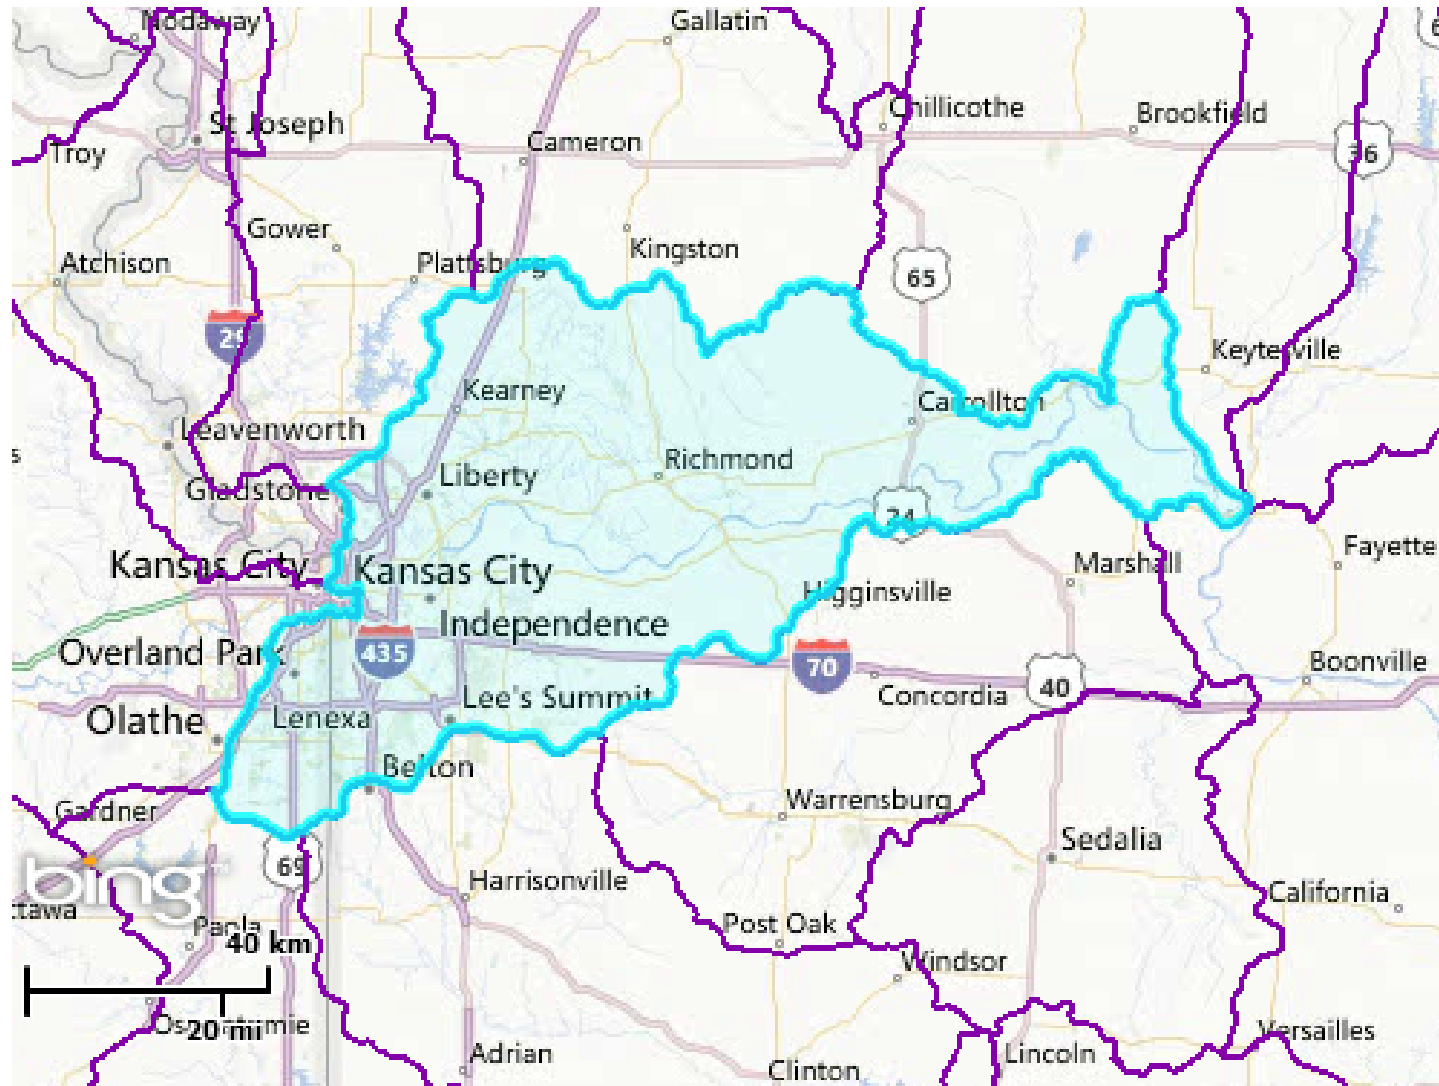 Nodaway
Gallatin
Chillicothe
Brookfield
St Joseph
Cameron
36
Troy
Gower
Kingston
Atchison
Plattsburg
65
29
Keytesville
Kearney
Carrollton
Leavenworth
Richmond
Liberty
Gladstone
24
Fayette
Kansas City
Kansas City
Marshall
Higginsville
Independence
Overland Park
435
70
Boonville
40
Lee's Summit
Concordia
Olathe
Lenexa
Belton
Gardner
Warrensburg
Sedalia
69
bing
Harrisonville
California
ttawa
Paola
Post Oak
40 km
Windsor
20 mi
Versailles
Adrian
Lincoln
Clinton